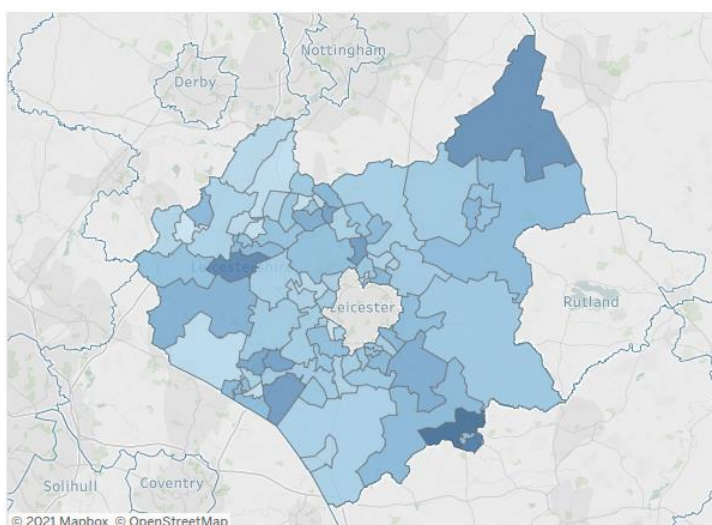 Nottingham
Derby
Leicestershire
Leicester
Rutland
Solihull
Coventry
© 2021 Mapbox © OpenStreetMap